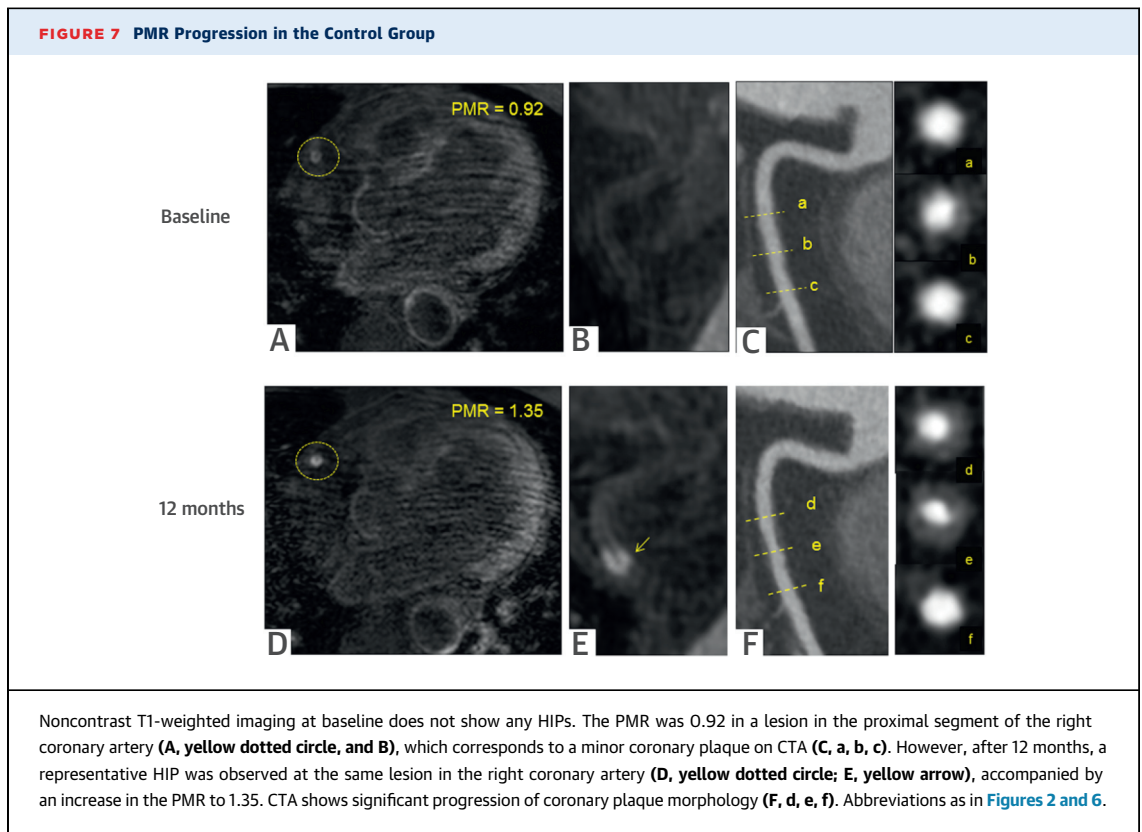 FIGURE 7 PMR Progression in the Control Group
PMR = 0.92
a
Baseline
a
b
b
c
c
A
B
C
PMR = 1.35
d
12 months
d
e
e
f
f
D
E
F
Noncontrast T1-weighted imaging at baseline does not show any HIPs. The PMR was 0.92 in a lesion in the proximal segment of the right
coronary artery (A, yellow dotted circle, and B), which corresponds to a minor coronary plaque on CTA (C, a, b, c). However, after 12 months, a
representative HIP was observed at the same lesion in the right coronary artery (D, yellow dotted circle; E, yellow arrow), accompanied by
an increase in the PMR to 1.35. CTA shows significant progression of coronary plaque morphology (F, d, e, f). Abbreviations as in Figures 2 and 6.